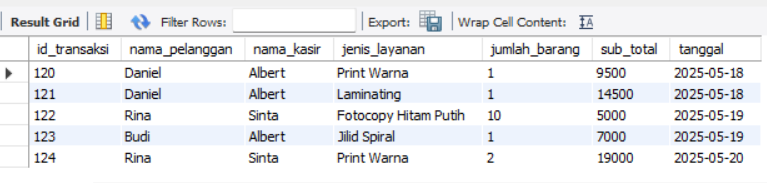 Result Grid Filter Rows: Export: Wrap Cell Content:
id_transaksi nama_pelanggan nama_kasir jenis_layanan jumlah_barang sub_total tanggal
120 Daniel Albert Print Warna 1 9500 2025-05-18
121 Daniel Albert Laminating 1 14500 2025-05-18
122 Rina Sinta Fotocopy Hitam Putih 10 5000 2025-05-19
123 Budi Albert Jilid Spiral 1 7000 2025-05-19
124 Rina Sinta Print Warna 2 19000 2025-05-20